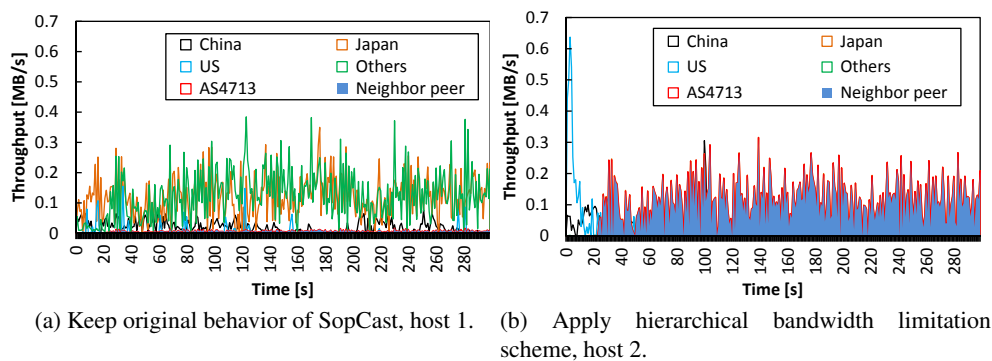 Throughput [MB/s]
0.7
0.6
0.5
0.4
0.3
0.2
0.1
0
China
Japan
US
Others
AS4713
Neighbor peer
0 20 40 60 80 100 120 140 160 180 200 220 240 260 280
Time [s]
(a) Keep original behavior of SopCast, host 1.
Throughput [MB/s]
0.7
0.6
0.5
0.4
0.3
0.2
0.1
0
China
Japan
US
Others
AS4713
Neighbor peer
0 20 40 60 80 100 120 140 160 180 200 220 240 260 280
Time [s]
(b) Apply hierarchical bandwidth limitation
scheme, host 2.